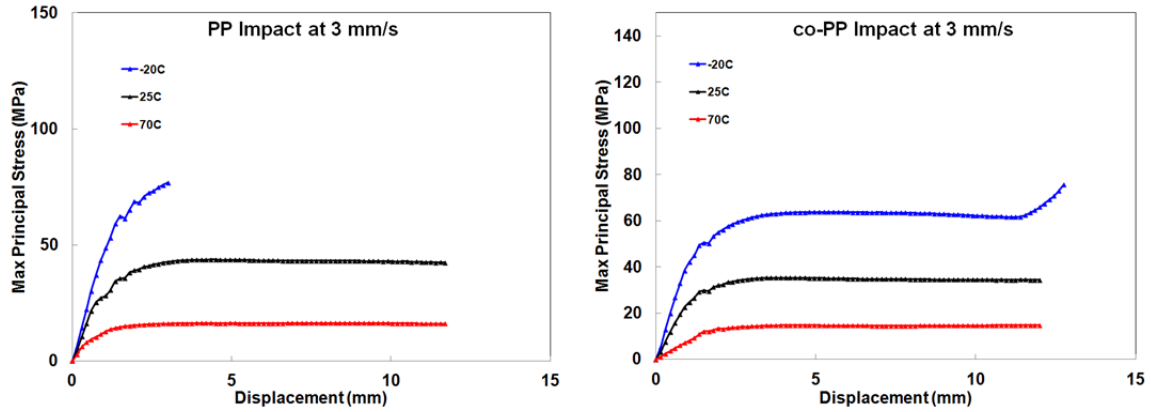 PP Impact at 3 mm/s
-20C
25C
70C
Max Principal Stress (MPa)
150
100
50
0
0
5
10
15
Displacement (mm)
co-PP Impact at 3 mm/s
-20C
25C
70C
Max Principal Stress (MPa)
140
120
100
80
60
40
20
0
0
5
10
15
Displacement (mm)